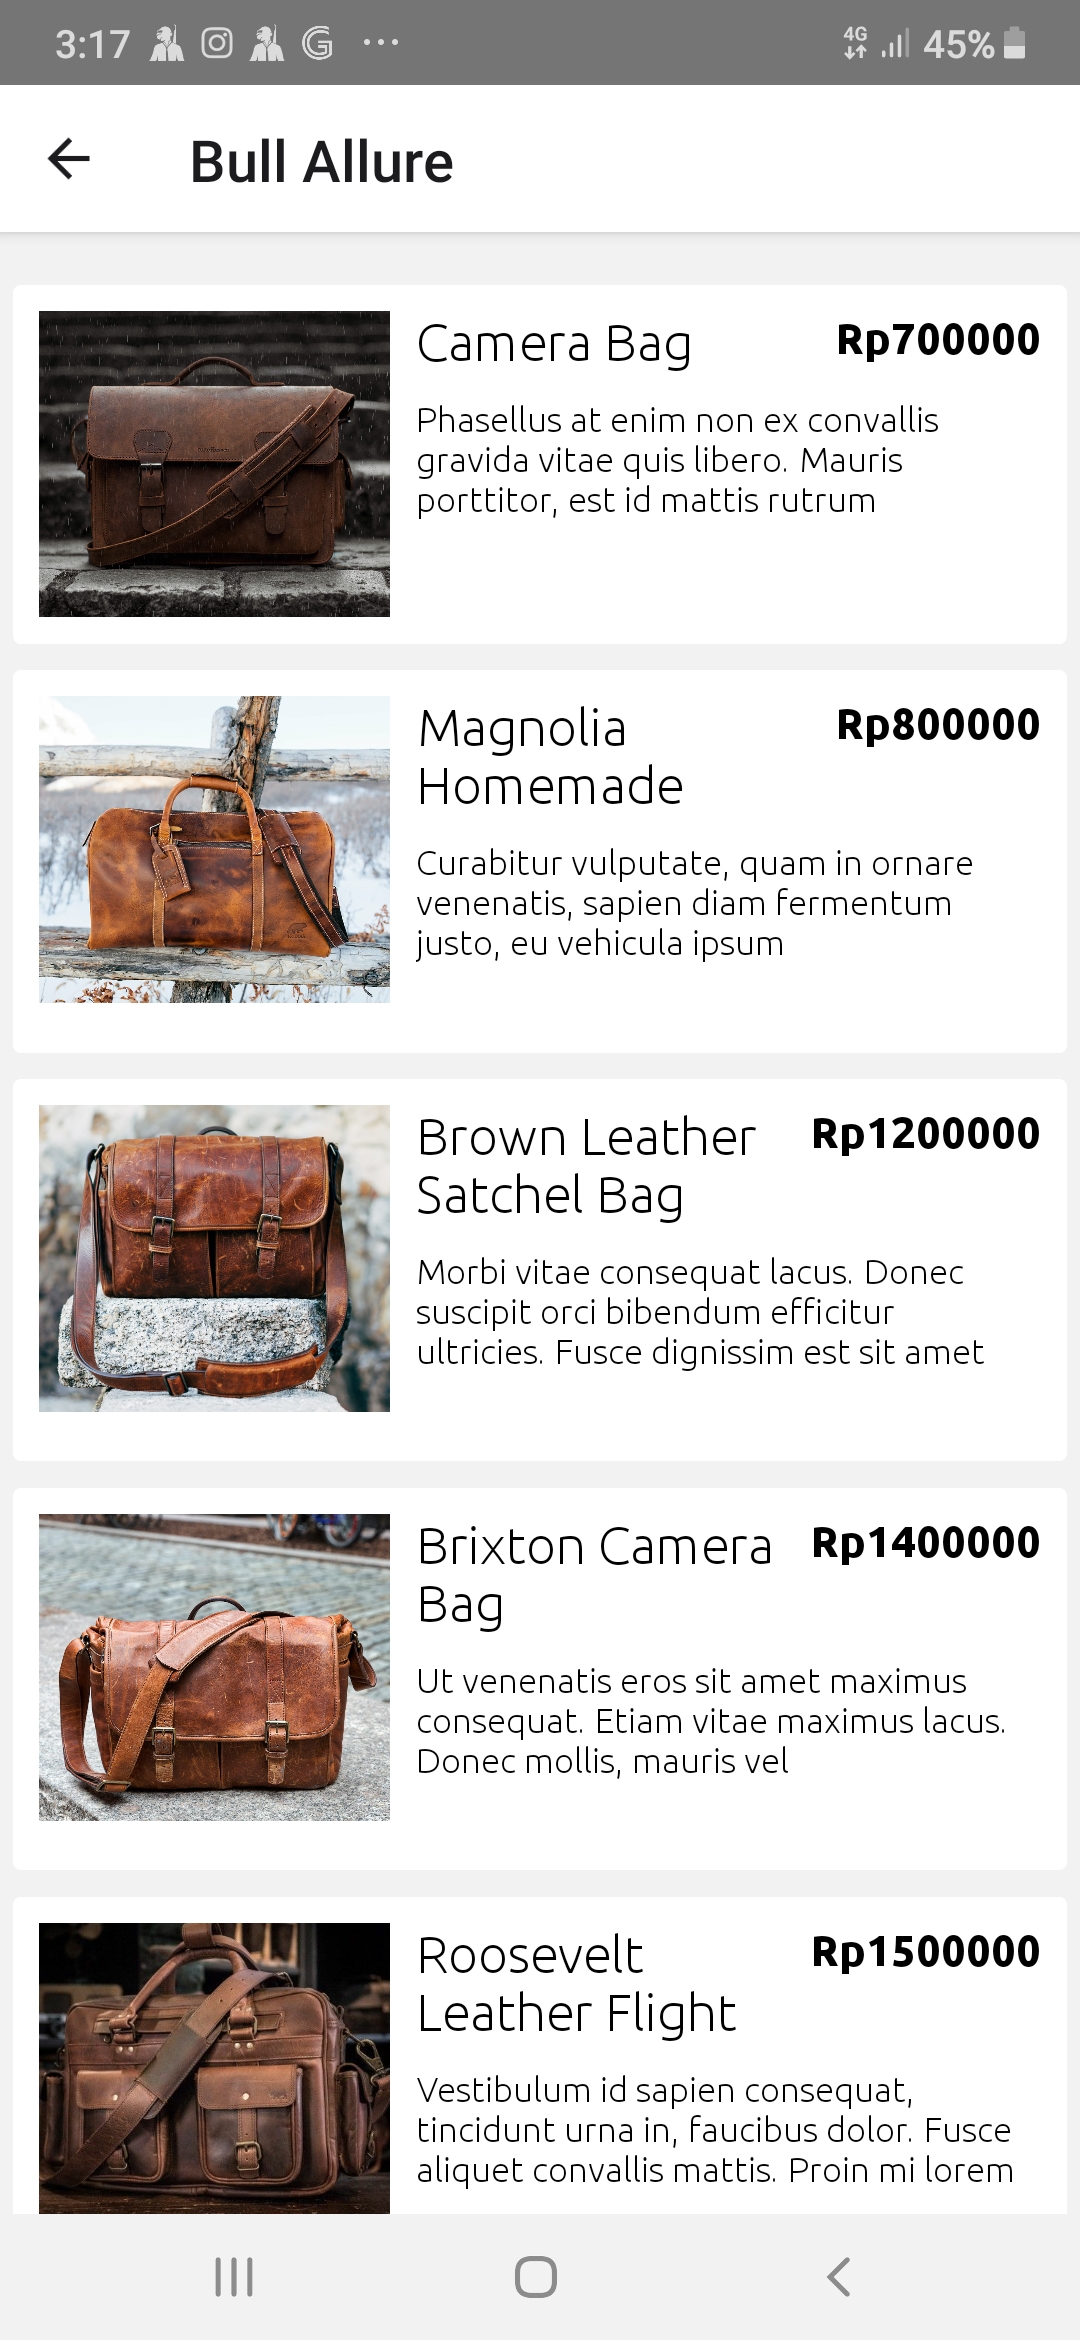 3:17
4G
45%
Bull Allure
Camera Bag
Rp700000
Phasellus at enim non ex convallis
gravida vitae quis libero. Mauris
porttitor, est id mattis rutrum
Magnolia
Homemade
Rp800000
Curabitur vulputate, quam in ornare
venenatis, sapien diam fermentum
justo, eu vehicula ipsum
Brown Leather
Satchel Bag
Rp1200000
Morbi vitae consequat lacus. Donec
suscipit orci bibendum efficitur
ultricies. Fusce dignissim est sit amet
Brixton Camera
Bag
Rp1400000
Ut venenatis eros sit amet maximus
consequat. Etiam vitae maximus lacus.
Donec mollis, mauris vel
Roosevelt
Leather Flight
Rp1500000
Vestibulum id sapien consequat,
tincidunt urna in, faucibus dolor. Fusce
aliquet convallis mattis. Proin mi lorem